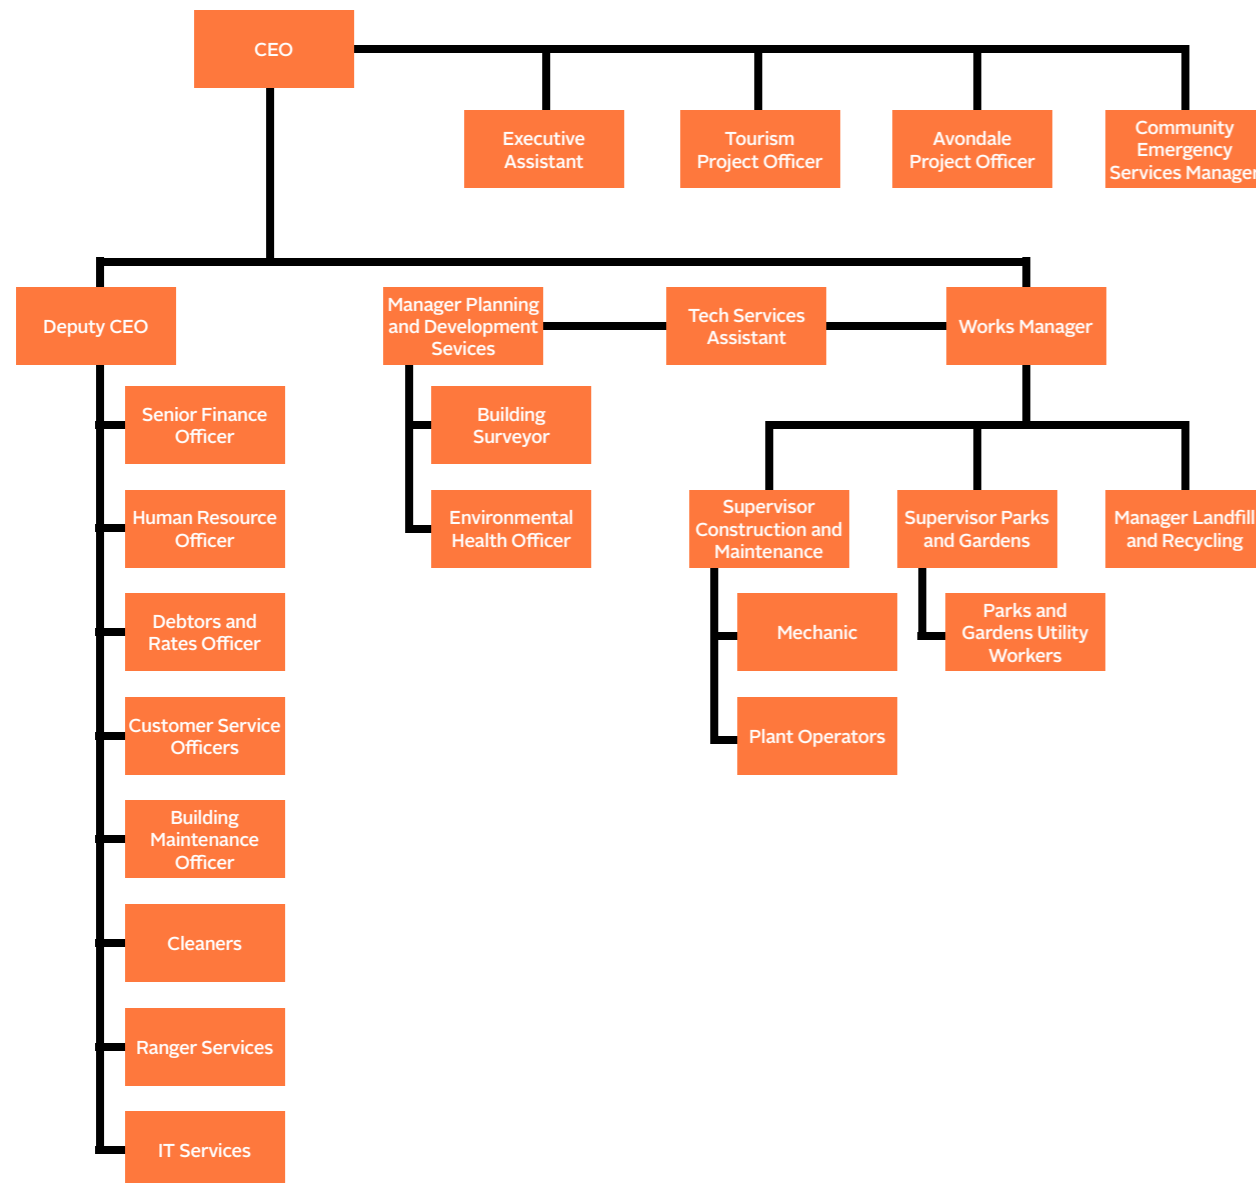 CEO
Executive
Assistant
Tourism
Project Officer
Avondale
Project Officer
Community
Emergency
Services Manager
Deputy CEO
Manager Planning
and Development
Sevices
Tech Services
Assistant
Works Manager
Senior Finance
Officer
Human Resource
Officer
Debtors and
Rates Officer
Customer Service
Officers
Building
Maintenance
Officer
Cleaners
Ranger Services
IT Services
Building
Surveyor
Environmental
Health Officer
Supervisor
Construction and
Maintenance
Mechanic
Plant Operators
Supervisor Parks
and Gardens
Parks and
Gardens Utility
Workers
Manager Landfill
and Recycling